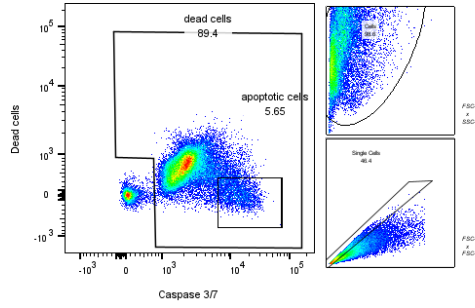 dead cells
89.4
apoptotic cells
5.65
Dead cells
10^5
10^4
10^3
0
-10^3
-10^3
0
10^3
10^4
10^5
Caspase 3/7
Cells
FSC
x
SSC
Single Cells
46.4
FSC
x
FSC